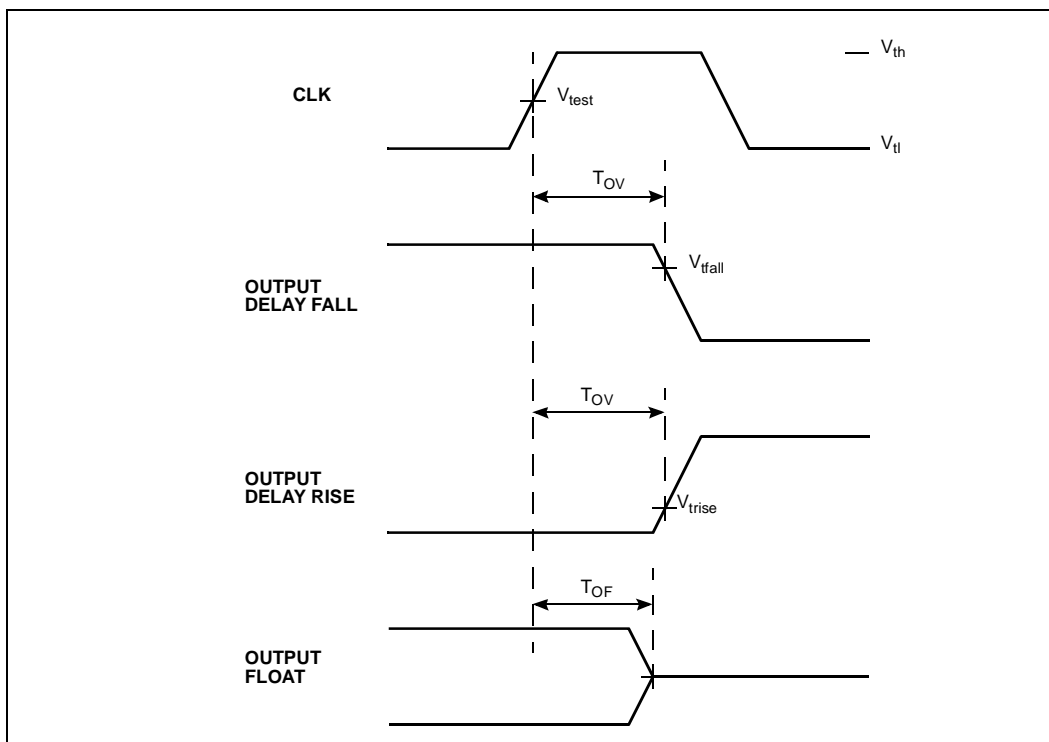 V_th
CLK
V_test
V_tl
T_OV
OUTPUT
DELAY FALL
V_tfall
T_OV
OUTPUT
DELAY RISE
V_trise
T_OF
OUTPUT
FLOAT